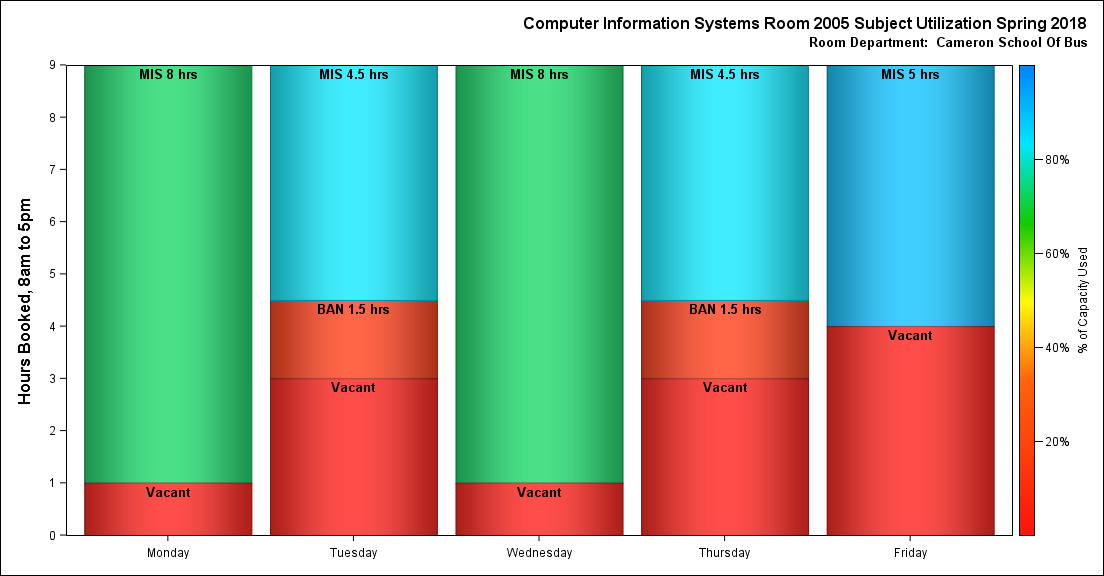 Computer Information Systems Room 2005 Subject Utilization Spring 2018
Room Department:  Cameron School Of Bus
Hours Booked, 8am to 5pm
9
8
7
6
5
4
3
2
1
0
MIS 8 hrs
Vacant
MIS 4.5 hrs
BAN 1.5 hrs
Vacant
MIS 8 hrs
Vacant
MIS 4.5 hrs
BAN 1.5 hrs
Vacant
MIS 5 hrs
Vacant
Monday
Tuesday
Wednesday
Thursday
Friday
80%
60%
40%
20%
% of Capacity Used